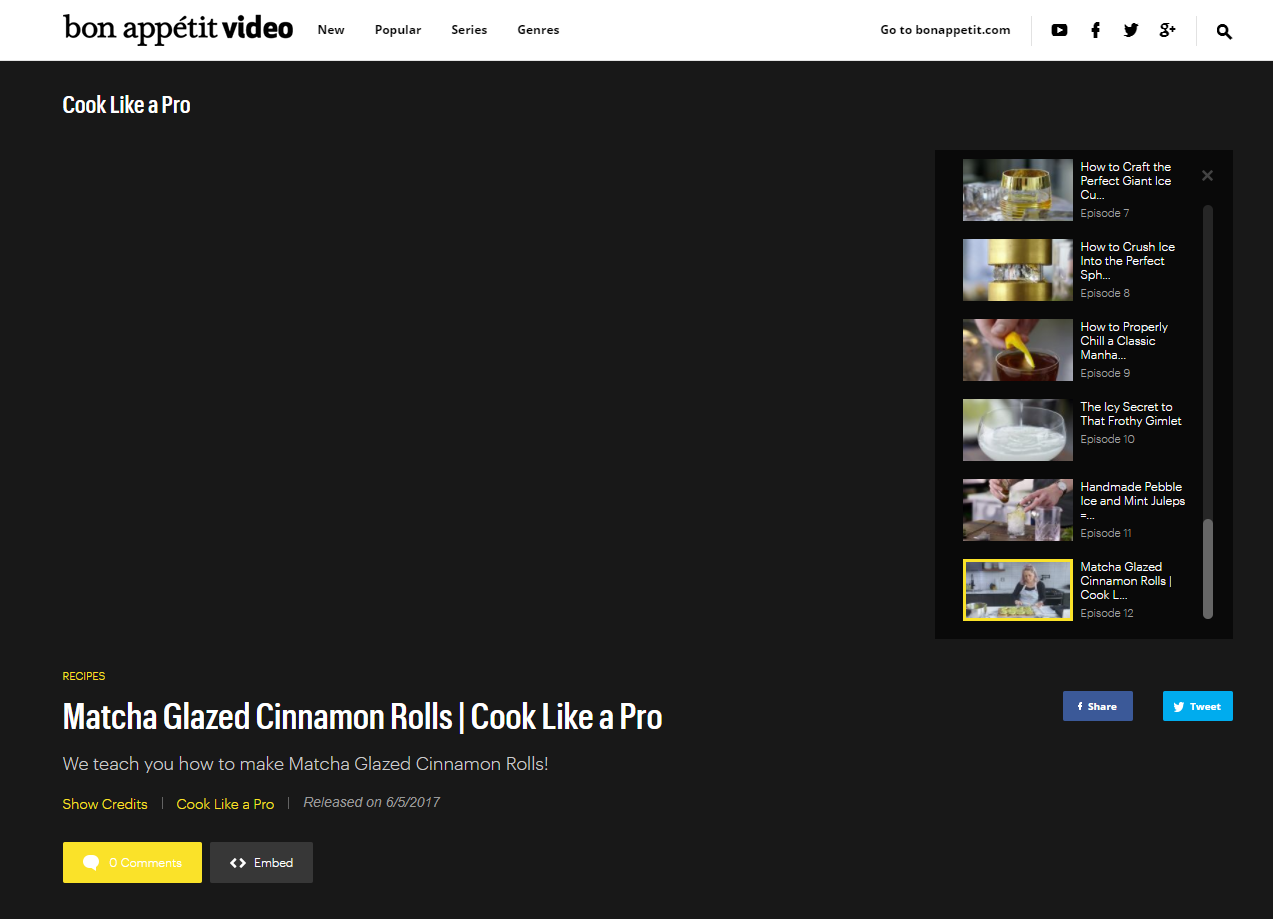 bon appétit video New Popular Series Genres Go to bonappetit.com
Cook Like a Pro
How to Craft the
Perfect Giant Ice
Cu...
Episode 7
How to Crush Ice
Into the Perfect
Sph...
Episode 8
How to Properly
Chill a Classic
Manha...
Episode 9
The Icy Secret to
That Frothy Gimlet
Episode 10
Handmade Pebble
Ice and Mint Juleps
=...
Episode 11
Matcha Glazed
Cinnamon Rolls |
Cook L...
Episode 12
RECIPES
Matcha Glazed Cinnamon Rolls | Cook Like a Pro
Share
Tweet
We teach you how to make Matcha Glazed Cinnamon Rolls!
Show Credits | Cook Like a Pro | Released on 6/5/2017
0 Comments
Embed